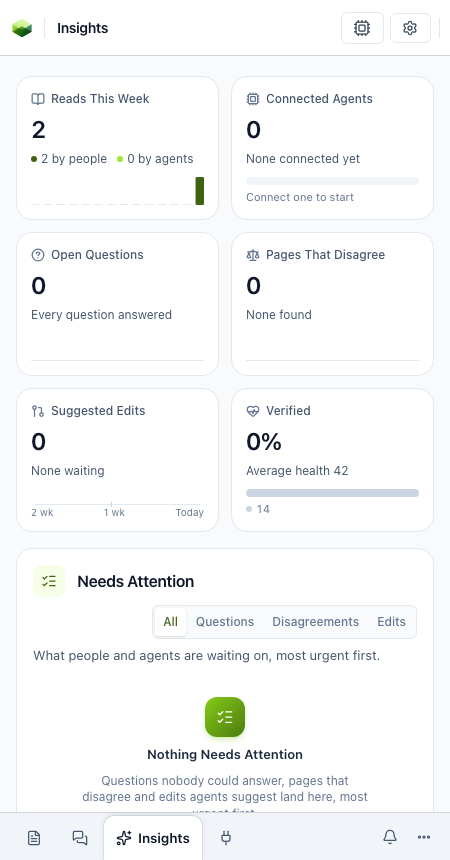 Insights
Reads This Week
2
2 by people 0 by agents
Connected Agents
0
None connected yet
Connect one to start
Open Questions
0
Every question answered
Pages That Disagree
0
None found
Suggested Edits
0
None waiting
2 wk 1 wk Today
Verified
0%
Average health 42
14
Needs Attention
All Questions Disagreements Edits
What people and agents are waiting on, most urgent first.
Nothing Needs Attention
Questions nobody could answer, pages that
disagree and edits agents suggest land here, most
urgent first
Insights